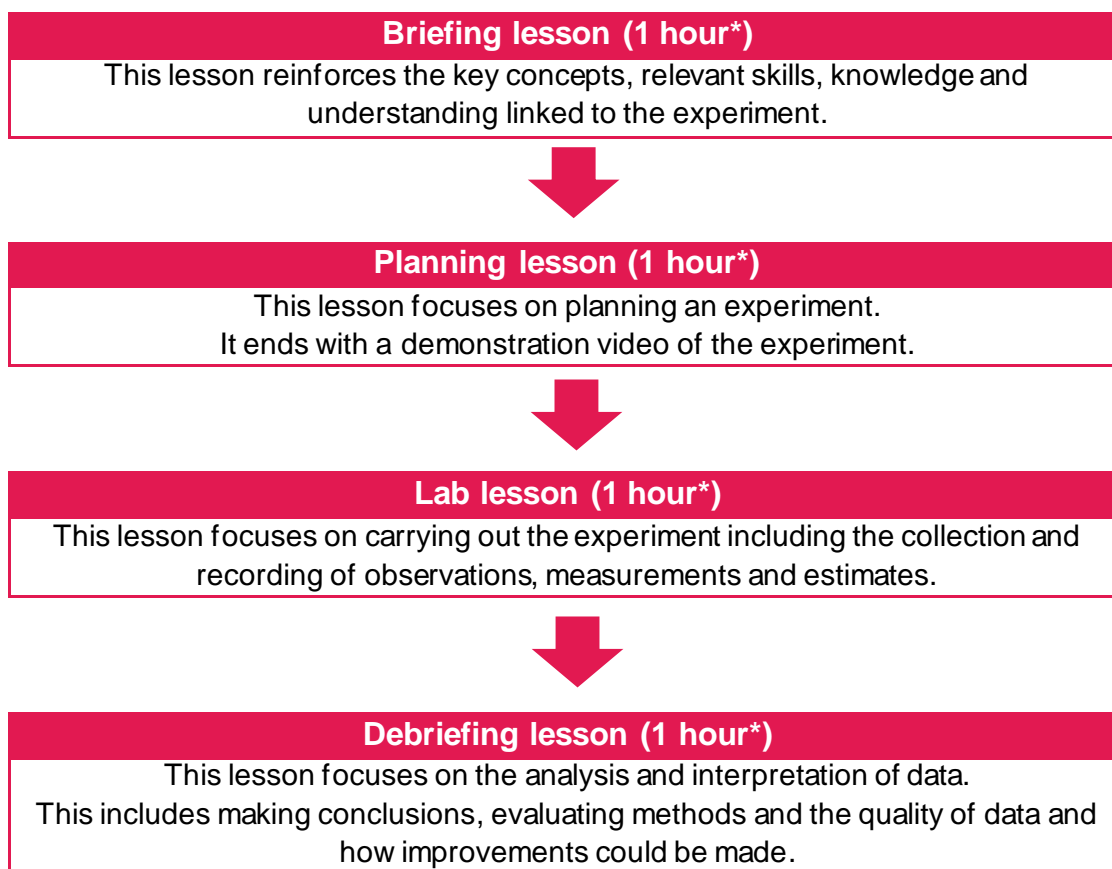 Briefing lesson (1 hour*)
This lesson reinforces the key concepts, relevant skills, knowledge and
understanding linked to the experiment.
Planning lesson (1 hour*)
This lesson focuses on planning an experiment.
It ends with a demonstration video of the experiment.
Lab lesson (1 hour*)
This lesson focuses on carrying out the experiment including the collection and
recording of observations, measurements and estimates.
Debriefing lesson (1 hour*)
This lesson focuses on the analysis and interpretation of data.
This includes making conclusions, evaluating methods and the quality of data and
how improvements could be made.